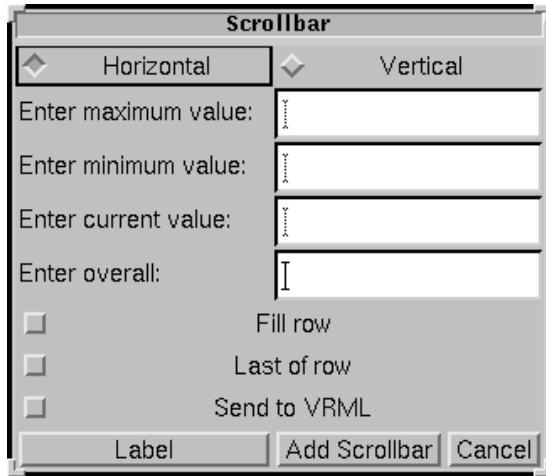 Scrollbar
Horizontal Vertical
Enter maximum value:
Enter minimum value:
Enter current value:
Enter overall:
Fill row
Last of row
Send to VRML
Label Add Scrollbar Cancel